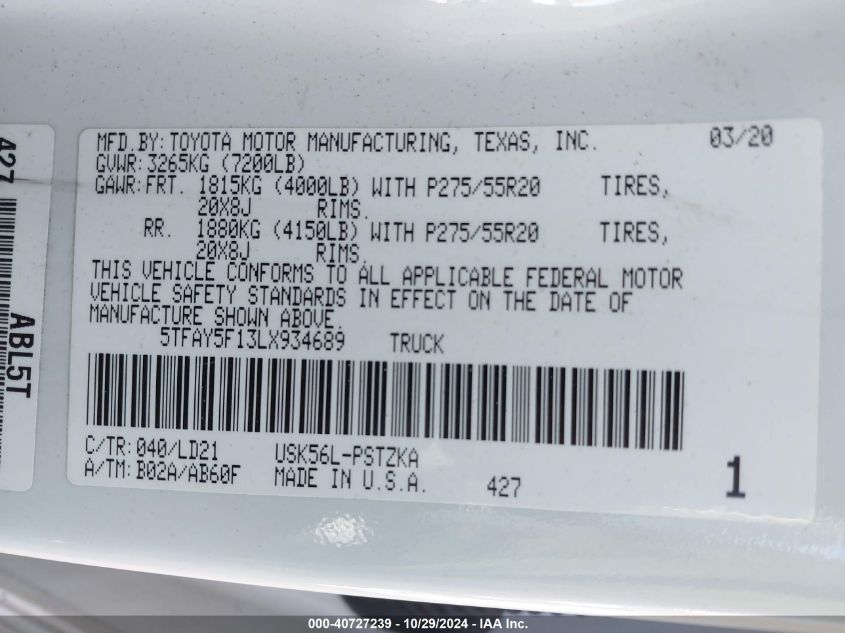 MFD.BY:TOYOTA MOTOR MANUFACTURING, TEXAS, INC. 03/20
GVWR:3265KG (7200LB)
GAWR:FRT. 1815KG (4000LB) WITH P275/55R20 TIRES,
20X8J RIMS.
RR. 1880KG (4150LB) WITH P275/55R20 TIRES,
20X8J RIMS.
THIS VEHICLE CONFORMS TO ALL APPLICABLE FEDERAL MOTOR
VEHICLE SAFETY STANDARDS IN EFFECT ON THE DATE OF
MANUFACTURE SHOWN ABOVE.
5TFAY5F13LX934689 TRUCK
C/TR:040/LD21 USK56L-PSTZKA
A/TM:B02A/AB60F MADE IN U.S.A. 427 1
427
ABL5T
000-40727239 - 10/29/2024 - IAA Inc.